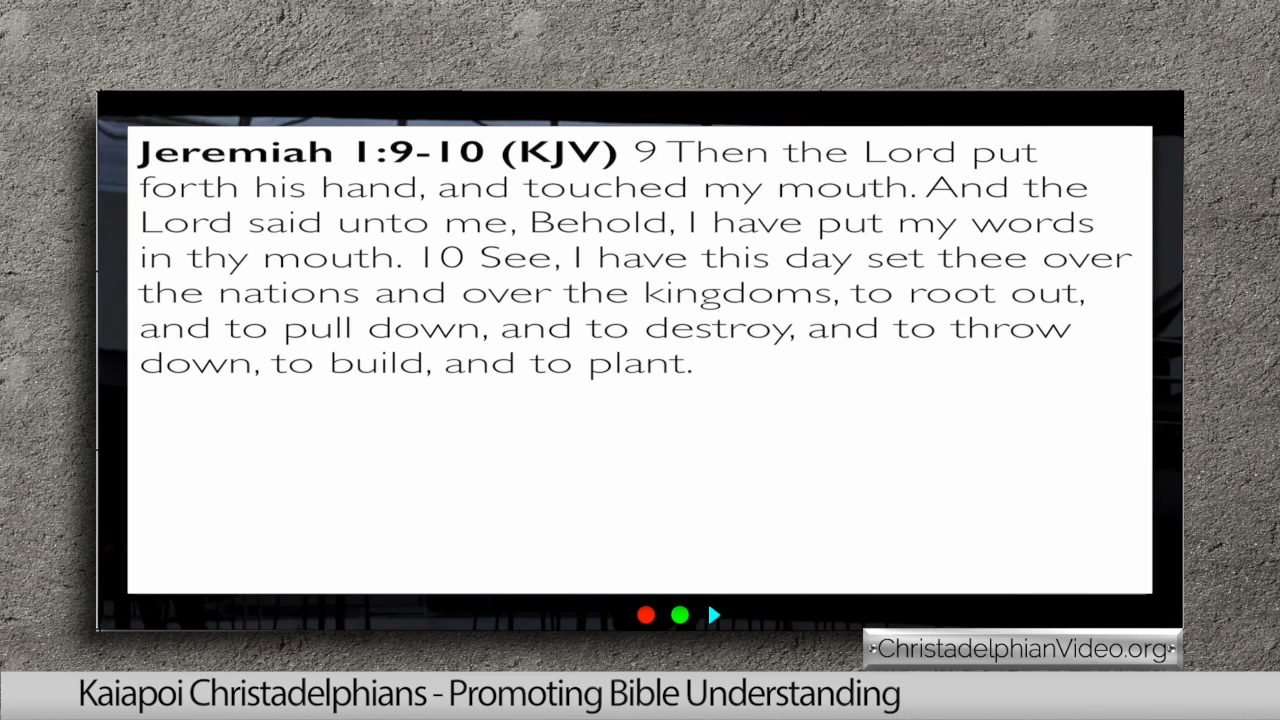 Jeremiah 1:9-10 (KJV) 9 Then the Lord put
forth his hand, and touched my mouth. And the
Lord said unto me, Behold, I have put my words
in thy mouth. 10 See, I have this day set thee over
the nations and over the kingdoms, to root out,
and to pull down, and to destroy, and to throw
down, to build, and to plant.
ChristadelphianVideo.org
Kaiapoi Christadelphians - Promoting Bible Understanding